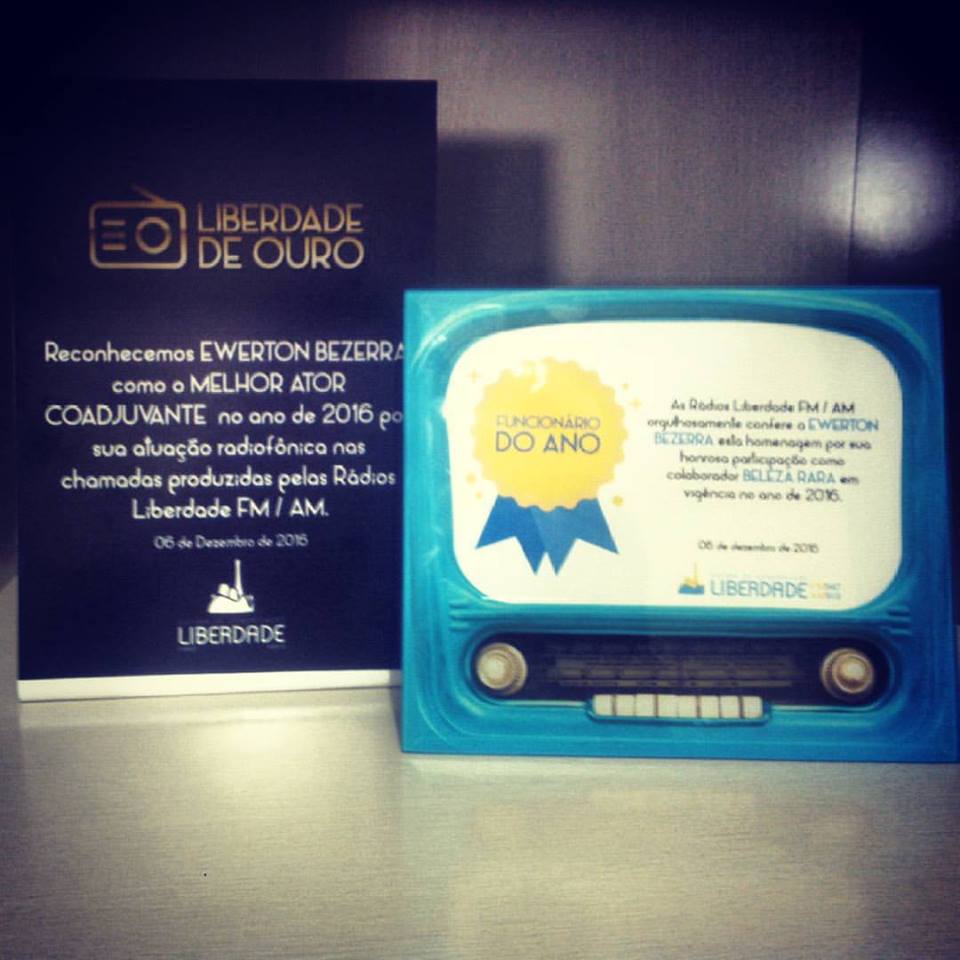 LIBERDADE
DE OURO
Reconhecemos EWERTON BEZERRA
como o MELHOR ATOR
COADJUVANTE no ano de 2016 po
sua atuação radiofônica nas
chamadas produzidas pelas Rádios
Liberdade FM / AM.
06 de Dezembro de 2016
LIBERDADE
FUNCIONÁRIO
DO ANO
As Rádios Liberdade FM / AM
orgulhosamente confere a EWERTON
BEZERRA esta homenagem por sua
honrosa participação como
colaborador BELEZA RARA em
vigência no ano de 2016.
06 de dezembro de 2016
LIBERDADE